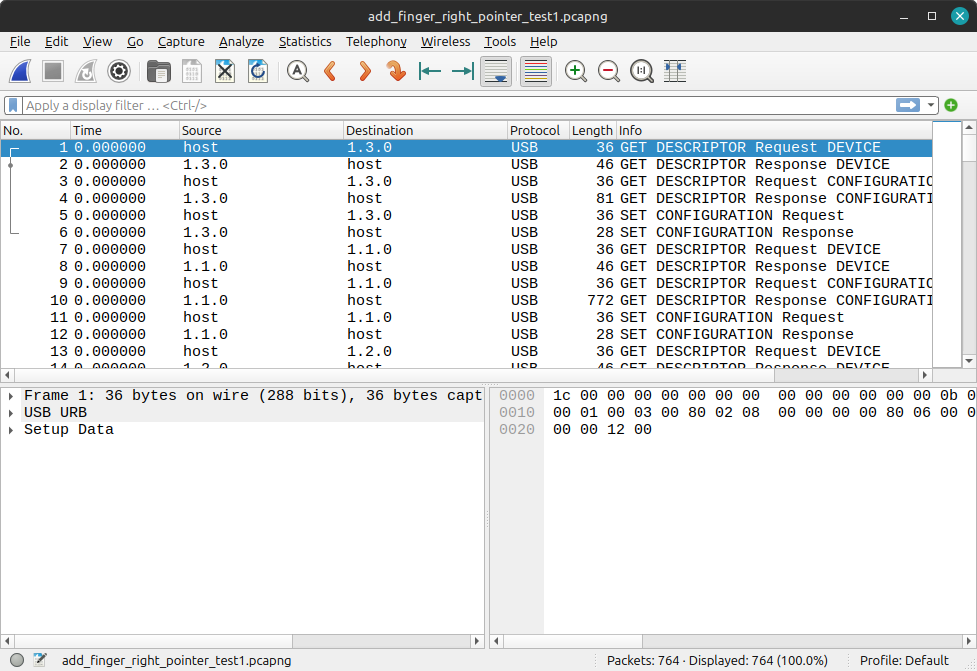 add_finger_right_pointer_test1.pcapng
File Edit View Go Capture Analyze Statistics Telephony Wireless Tools Help
Apply a display filter … <Ctrl-/>
No. Time Source Destination Protocol Length Info
1 0.000000 host 1.3.0 USB 36 GET DESCRIPTOR Request DEVICE
2 0.000000 1.3.0 host USB 46 GET DESCRIPTOR Response DEVICE
3 0.000000 host 1.3.0 USB 36 GET DESCRIPTOR Request CONFIGURATIO
4 0.000000 1.3.0 host USB 81 GET DESCRIPTOR Response CONFIGURATI
5 0.000000 host 1.3.0 USB 36 SET CONFIGURATION Request
6 0.000000 1.3.0 host USB 28 SET CONFIGURATION Response
7 0.000000 host 1.1.0 USB 36 GET DESCRIPTOR Request DEVICE
8 0.000000 1.1.0 host USB 46 GET DESCRIPTOR Response DEVICE
9 0.000000 host 1.1.0 USB 36 GET DESCRIPTOR Request CONFIGURATIO
10 0.000000 1.1.0 host USB 772 GET DESCRIPTOR Response CONFIGURATI
11 0.000000 host 1.1.0 USB 36 SET CONFIGURATION Request
12 0.000000 1.1.0 host USB 28 SET CONFIGURATION Response
13 0.000000 host 1.2.0 USB 36 GET DESCRIPTOR Request DEVICE
14 0.000000 1.2.0 host USB 46 GET DESCRIPTOR Response DEVICE
Frame 1: 36 bytes on wire (288 bits), 36 bytes capt
USB URB
Setup Data
0000 1c 00 00 00 00 00 00 00 00 00 00 00 00 00 0b 0
0010 00 01 00 03 00 80 02 08 00 00 00 00 80 06 00 0
0020 00 00 12 00
add_finger_right_pointer_test1.pcapng
Packets: 764 · Displayed: 764 (100.0%)
Profile: Default